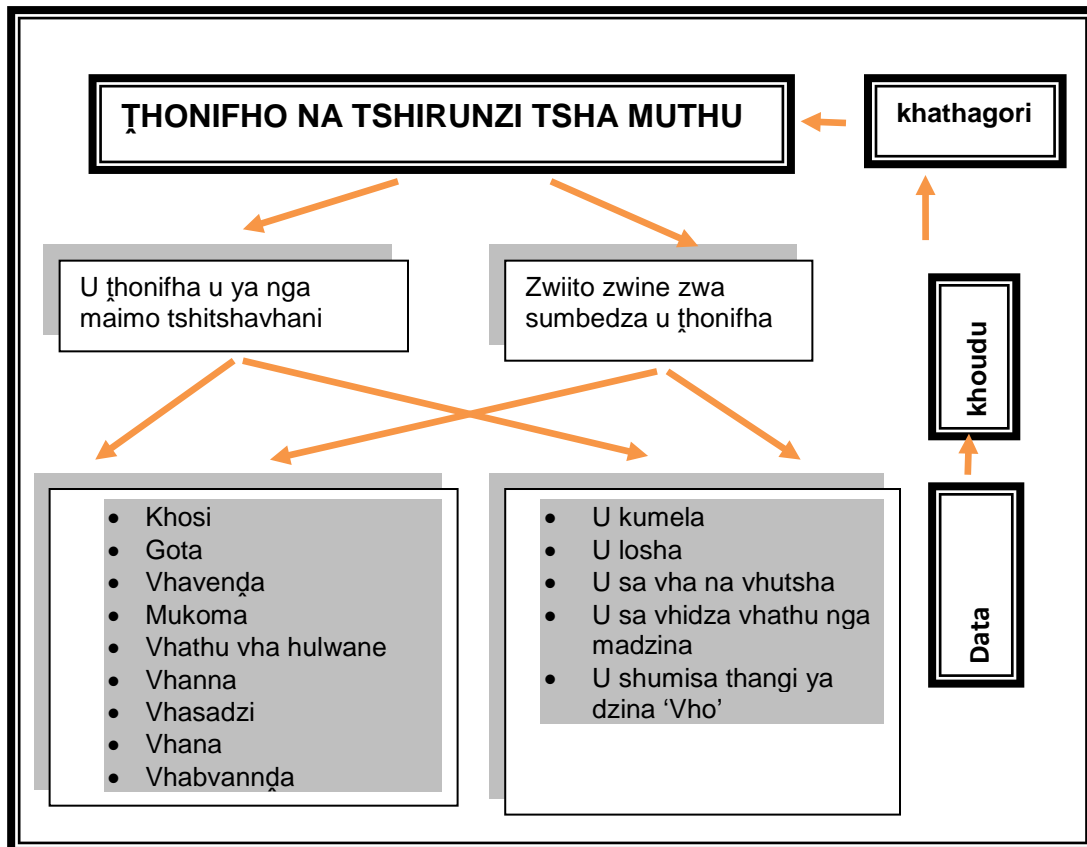 ṰHONIFHO NA TSHIRUNZI TSHA MUTHU
khathagori
U ṱhonifha u ya nga
maimo tshitshavhani
Zwiito zwine zwa
sumbedza u ṱhonifha
khoudu
• Khosi
• Gota
• Vhavenḓa
• Mukoma
• Vhathu vha hulwane
• Vhanna
• Vhasadzi
• Vhana
• Vhabvannḓa
• U kumela
• U losha
• U sa vha na vhutsha
• U sa vhidza vhathu nga
madzina
• U shumisa thangi ya
dzina ‘Vho’
Data